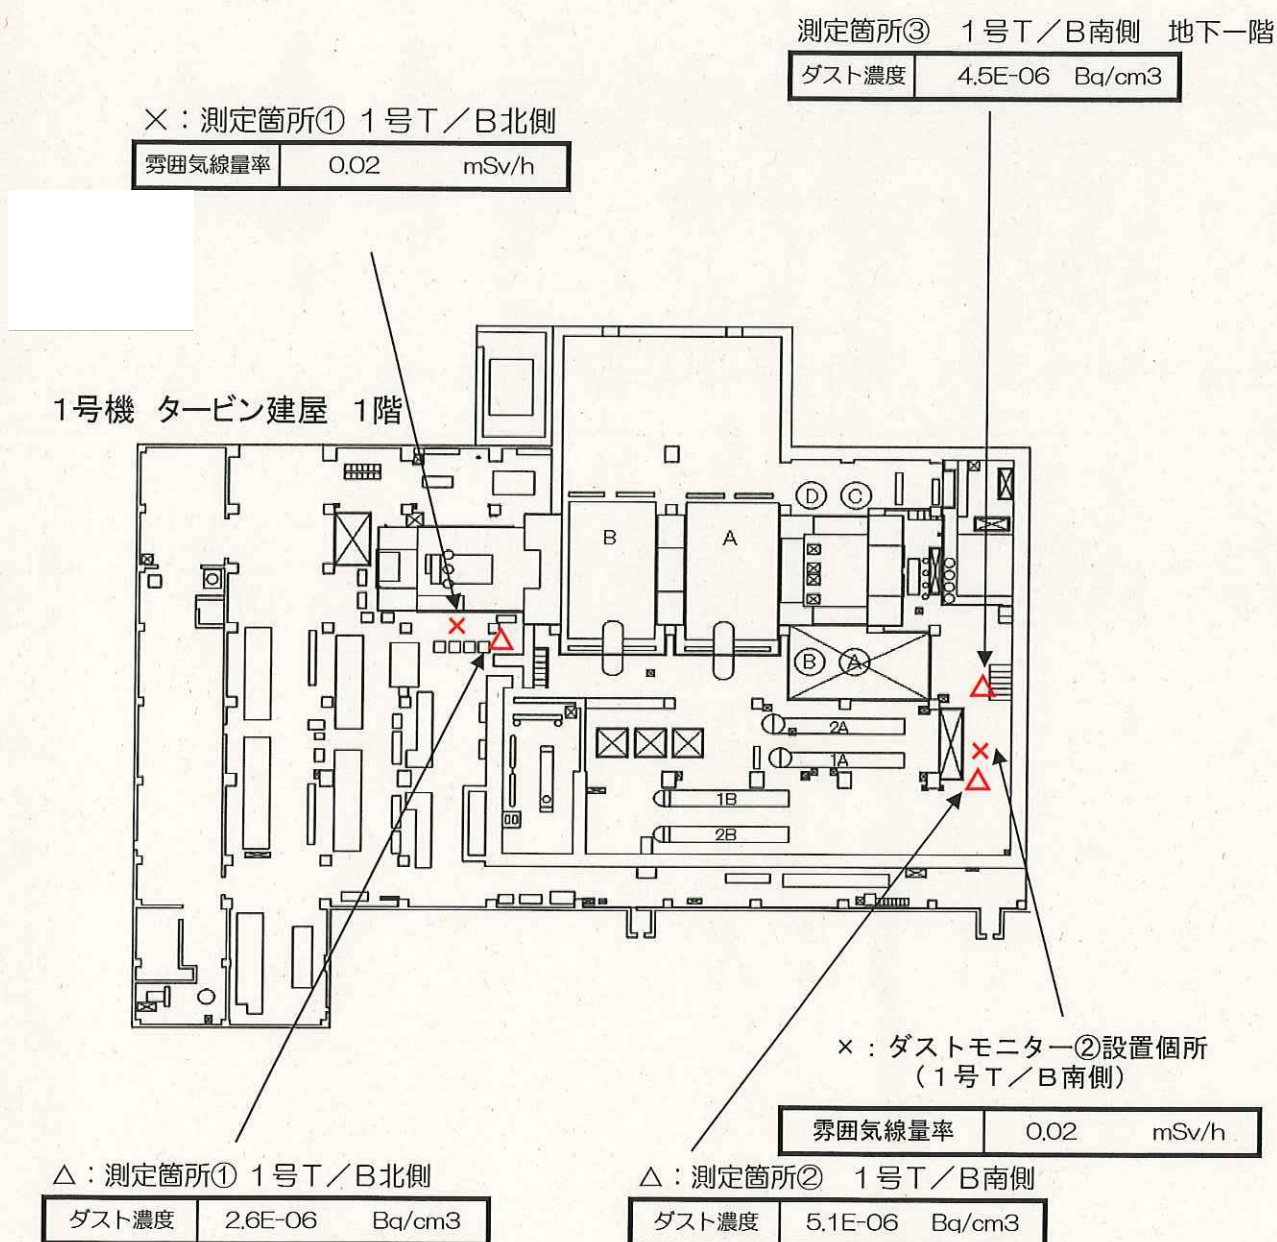 測定箇所③ 1号T/B南側 地下一階
ダスト濃度 4.5E-06 Bq/cm3
×:測定箇所① 1号T/B北側
雰囲気線量率 0.02 mSv/h
1号機 タービン建屋 1階
D C
B A
B A
2A
1A
1B
2B
×:ダストモニター②設置個所
(1号T/B南側)
雰囲気線量率 0.02 mSv/h
△:測定箇所① 1号T/B北側
ダスト濃度 2.6E-06 Bq/cm3
△:測定箇所② 1号T/B南側
ダスト濃度 5.1E-06 Bq/cm3